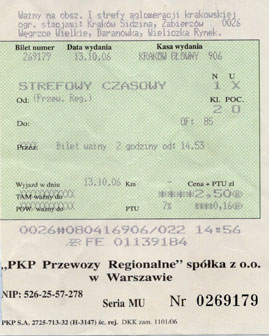 Ważny na obsz. I strefy aglomeracji krakowskiej
ogr. stacjami: Kraków Sidzina, Zabierzów 0026
Węgrzce Wielkie, Baranówka, Wieliczka Rynek.
Bilet numer Data wydania Kasa wydania
269179 13.10.06 KRAKÓW GŁÓWNY 906
N U
STREFOWY CZASOWY 1 X
Od: (Przew. Reg.) KL POC.
2 O
Do: OF: 85
Przez: Bilet ważny 2 godziny od 14.53
Wyjazd w dniu 13.10.06 km Cena + PTU zł
TAM ważny do ****2,50
POW. ważny do PTU 7% ****0,16
0026#080416906/022 14:56
FE 01139184
„PKP Przewozy Regionalne” spółka z o.o.
w Warszawie
NIP: 526-25-57-278
Seria MU Nr 0269179
PKP S.A. 2725-713-32 (H-3147) śc. rej. DKK zam. 1101/06